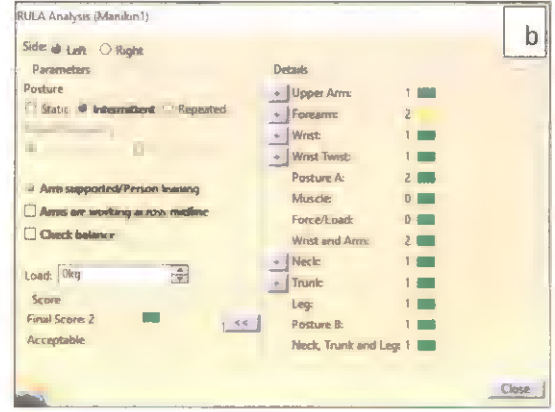 RULA Analysis (Manikin1)
b
Side: Left Right
Parameters
Posture
Static Intermittent Repeated
Arm supported/Person leaning
Arms are working across midline
Check balance
Load: 0kg
Score
Final Score: 2
Acceptable
<<
Details
+ Upper Arm: 1
+ Forearm: 2
+ Wrist: 1
+ Wrist Twist: 1
Posture A: 2
Muscle: 0
Force/Load: 0
Wrist and Arm: 2
+ Neck: 1
+ Trunk: 1
Leg: 1
Posture B: 1
Neck, Trunk and Leg: 1
Close